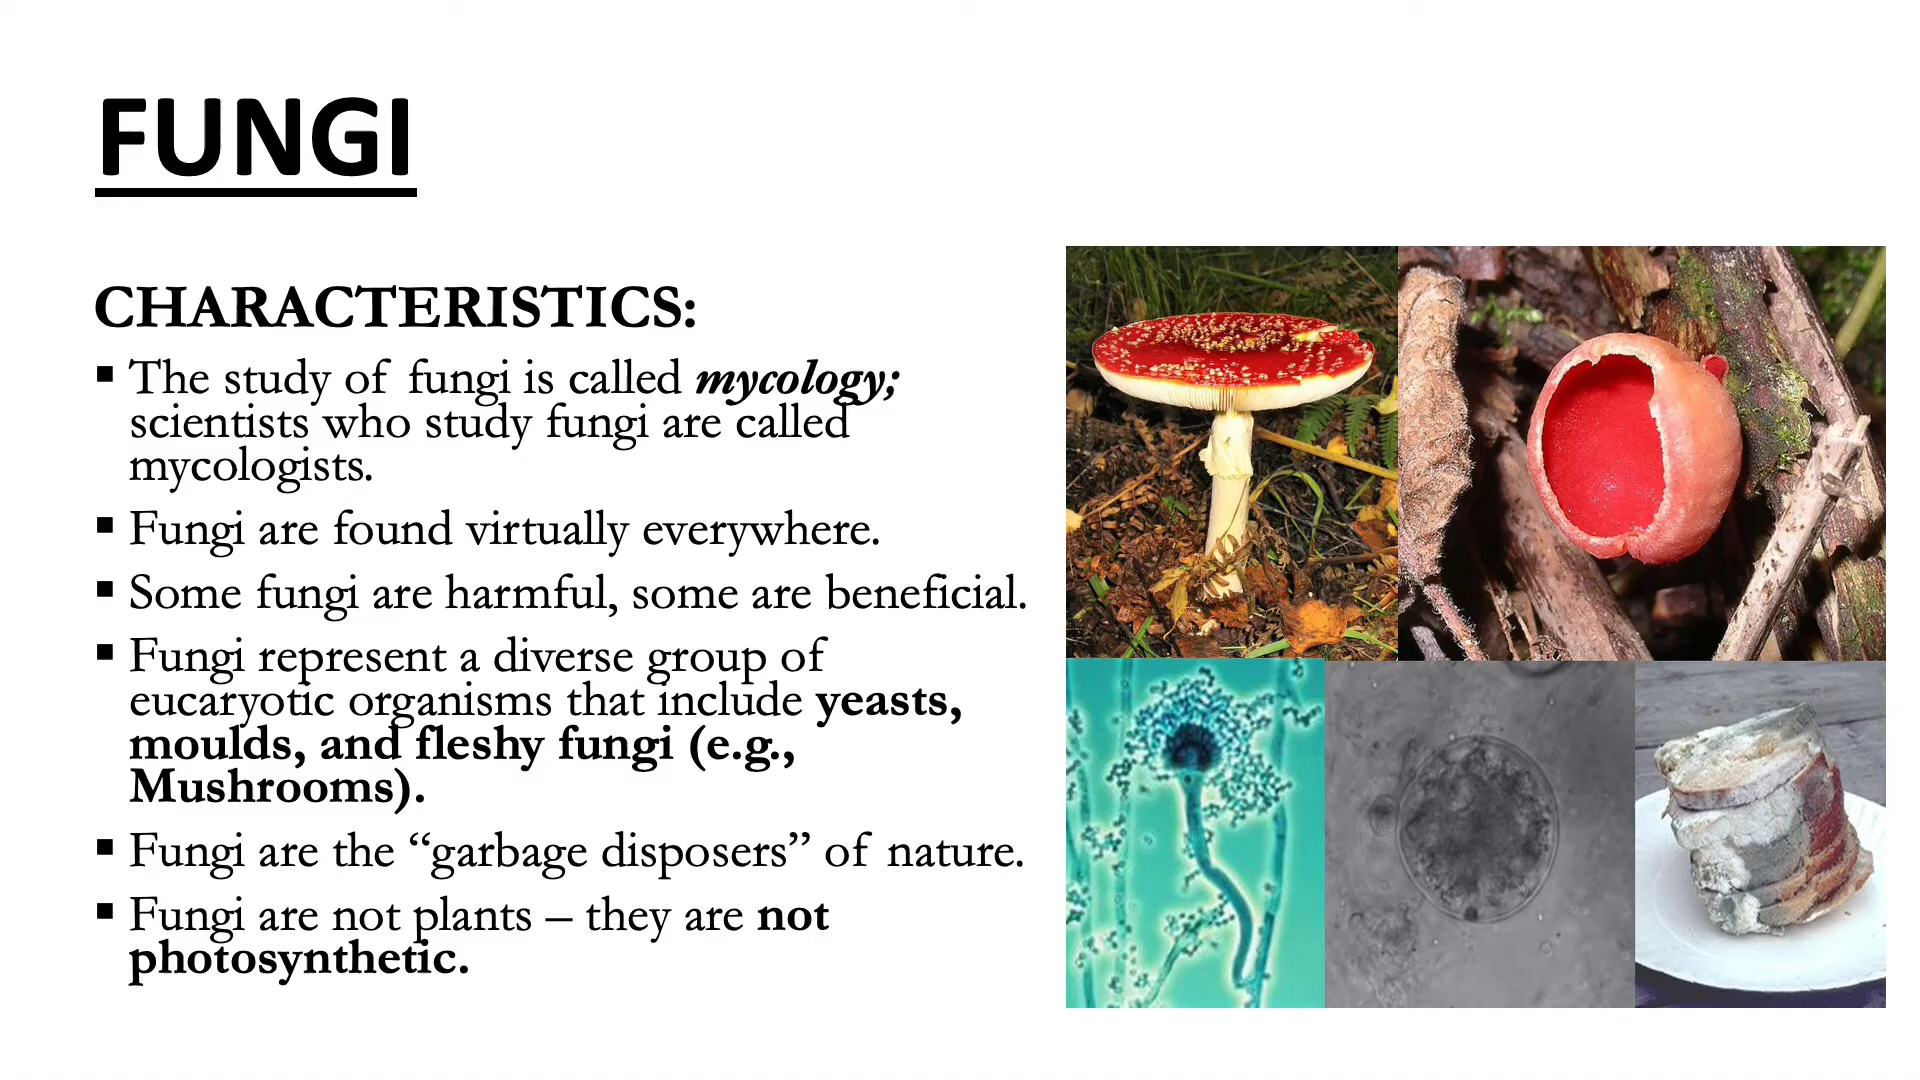 FUNGI
CHARACTERISTICS:
▪ The study of fungi is called mycology;
scientists who study fungi are called
mycologists.
▪ Fungi are found virtually everywhere.
▪ Some fungi are harmful, some are beneficial.
▪ Fungi represent a diverse group of
eucaryotic organisms that include yeasts,
moulds, and fleshy fungi (e.g.,
Mushrooms).
▪ Fungi are the “garbage disposers” of nature.
▪ Fungi are not plants – they are not
photosynthetic.